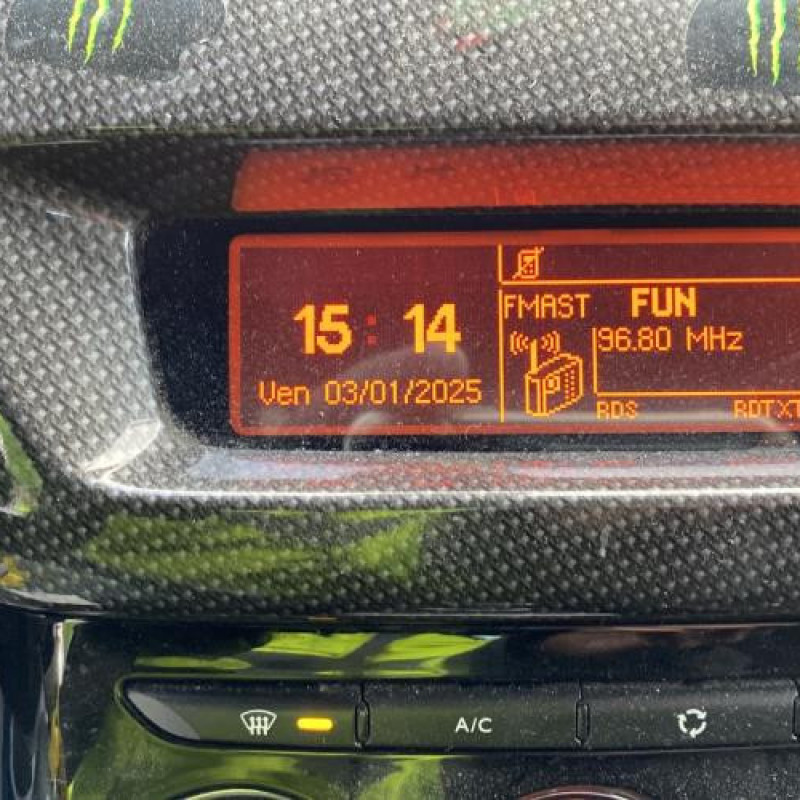 15:14
Ven 03/01/2025
FMAST FUN
96.80 MHz
RDS RDTXT
A/C